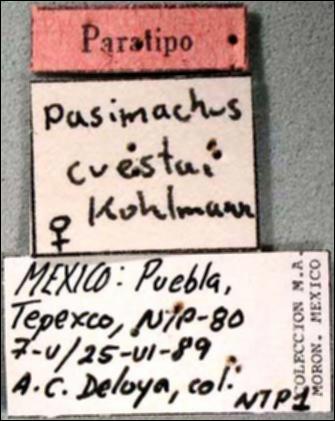 Paratipo
Pasimachus
cuestai
Kohlmann
♀
MEXICO: Puebla,
Tepexco, NTP-80
7-V/25-VI-89
A.C. Deloya, col.
NTP1
COLECCION M.A.
MORON. MEXICO